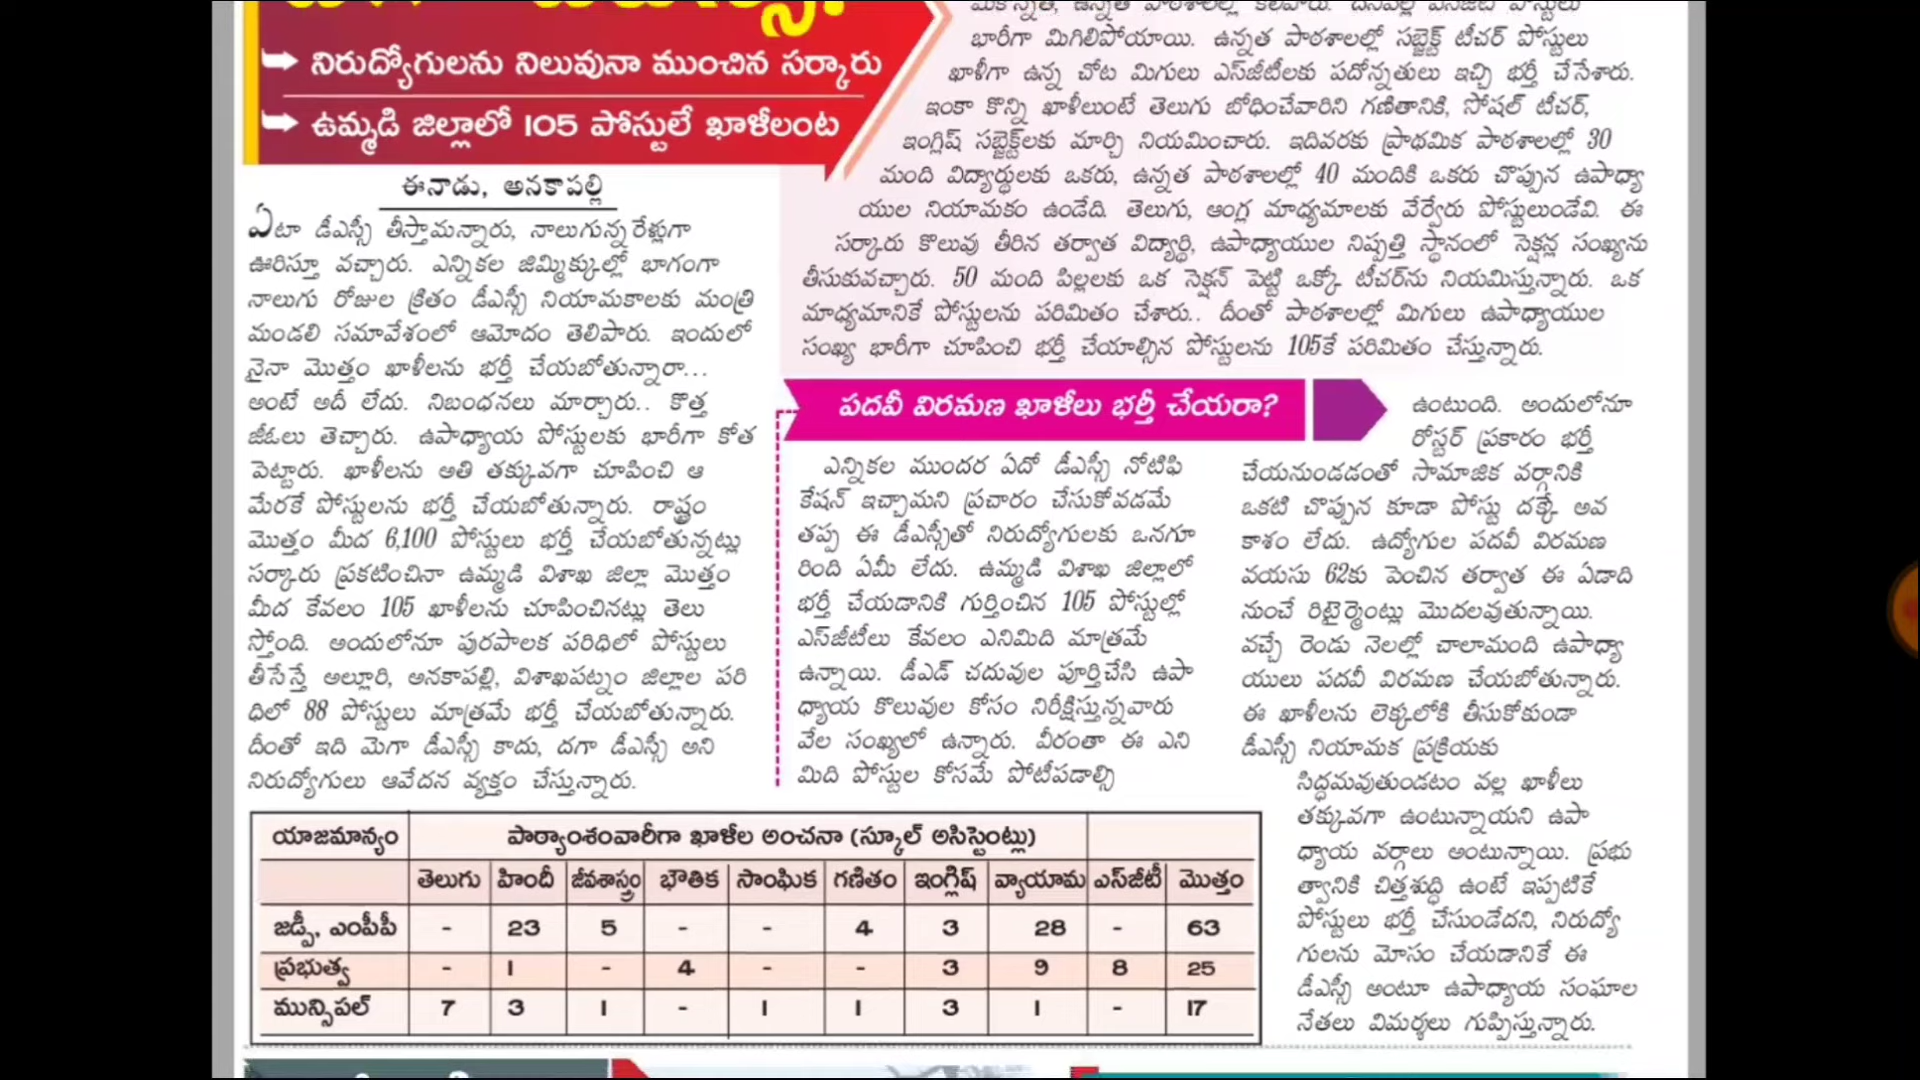 ➡ నిరుద్యోగులను నిలువునా ముంచిన సర్కారు
➡ ఉమ్మడి జిల్లాలో 105 పోస్టులే ఖాళీలంట
ఈనాడు, అనకాపల్లి
ఏటా డీఎస్సీ తీస్తామన్నారు, నాలుగున్నరేళ్లుగా
ఊరిస్తూ వచ్చారు. ఎన్నికల జిమ్మిక్కుల్లో భాగంగా
నాలుగు రోజుల క్రితం డీఎస్సీ నియామకాలకు మంత్రి
మండలి సమావేశంలో ఆమోదం తెలిపారు. ఇందులో
నైనా మొత్తం ఖాళీలను భర్తీ చేయబోతున్నారా...
అంటే అదీ లేదు. నిబంధనలు మార్చారు.. కొత్త
జీఓలు తెచ్చారు. ఉపాధ్యాయ పోస్టులకు భారీగా కోత
పెట్టారు. ఖాళీలను అతి తక్కువగా చూపించి ఆ
మేరకే పోస్టులను భర్తీ చేయబోతున్నారు. రాష్ట్రం
మొత్తం మీద 6,100 పోస్టులు భర్తీ చేయబోతున్నట్లు
సర్కారు ప్రకటించినా ఉమ్మడి విశాఖ జిల్లా మొత్తం
మీద కేవలం 105 ఖాళీలను చూపించినట్లు తెలు
స్తోంది. అందులోనూ పురపాలక పరిధిలో పోస్టులు
తీసేస్తే అల్లూరి, అనకాపల్లి, విశాఖపట్నం జిల్లాల పరి
ధిలో 88 పోస్టులు మాత్రమే భర్తీ చేయబోతున్నారు.
దీంతో ఇది మెగా డీఎస్సీ కాదు, దగా డీఎస్సీ అని
నిరుద్యోగులు ఆవేదన వ్యక్తం చేస్తున్నారు.
భారీగా మిగిలిపోయాయి. ఉన్నత పాఠశాలల్లో సబ్జెక్ట్ టీచర్ పోస్టులు
ఖాళీగా ఉన్న చోట మిగులు ఎస్‌జీటీలకు పదోన్నతులు ఇచ్చి భర్తీ చేసేశారు.
ఇంకా కొన్ని ఖాళీలుంటే తెలుగు బోధించేవారిని గణితానికి, సోషల్ టీచర్,
ఇంగ్లిష్ సబ్జెక్ట్‌లకు మార్చి నియమించారు. ఇదివరకు ప్రాథమిక పాఠశాలల్లో 30
మంది విద్యార్థులకు ఒకరు, ఉన్నత పాఠశాలల్లో 40 మందికి ఒకరు చొప్పున ఉపాధ్యా
యుల నియామకం ఉండేది. తెలుగు, ఆంగ్ల మాధ్యమాలకు వేర్వేరు పోస్టులుండేవి. ఈ
సర్కారు కొలువు తీరిన తర్వాత విద్యార్థి, ఉపాధ్యాయుల నిష్పత్తి స్థానంలో సెక్షన్ల సంఖ్యను
తీసుకువచ్చారు. 50 మంది పిల్లలకు ఒక సెక్షన్ పెట్టి ఒక్కో టీచర్‌ను నియమిస్తున్నారు. ఒక
మాధ్యమానికే పోస్టులను పరిమితం చేశారు.. దీంతో పాఠశాలల్లో మిగులు ఉపాధ్యాయుల
సంఖ్య భారీగా చూపించి భర్తీ చేయాల్సిన పోస్టులను 105కే పరిమితం చేస్తున్నారు.
పదవీ విరమణ ఖాళీలు భర్తీ చేయరా?
ఎన్నికల ముందర ఏదో డీఎస్సీ నోటిఫి
కేషన్ ఇచ్చామని ప్రచారం చేసుకోవడమే
తప్ప ఈ డీఎస్సీతో నిరుద్యోగులకు ఒనగూ
రింది ఏమీ లేదు. ఉమ్మడి విశాఖ జిల్లాలో
భర్తీ చేయడానికి గుర్తించిన 105 పోస్టుల్లో
ఎస్‌జీటీలు కేవలం ఎనిమిది మాత్రమే
ఉన్నాయి. డీఎడ్ చదువుల పూర్తిచేసి ఉపా
ధ్యాయ కొలువుల కోసం నిరీక్షిస్తున్నవారు
వేల సంఖ్యలో ఉన్నారు. వీరంతా ఈ ఎని
మిది పోస్టుల కోసమే పోటీపడాల్సి
ఉంటుంది. అందులోనూ
రోస్టర్ ప్రకారం భర్తీ
చేయనుండడంతో సామాజిక వర్గానికి
ఒకటి చొప్పున కూడా పోస్టు దక్కే అవ
కాశం లేదు. ఉద్యోగుల పదవీ విరమణ
వయసు 62కు పెంచిన తర్వాత ఈ ఏడాది
నుంచే రిటైర్మెంట్లు మొదలవుతున్నాయి.
వచ్చే రెండు నెలల్లో చాలామంది ఉపాధ్యా
యులు పదవీ విరమణ చేయబోతున్నారు.
ఈ ఖాళీలను లెక్కలోకి తీసుకోకుండా
డీఎస్సీ నియామక ప్రక్రియకు
సిద్ధమవుతుండటం వల్ల ఖాళీలు
తక్కువగా ఉంటున్నాయని ఉపా
ధ్యాయ వర్గాలు అంటున్నాయి. ప్రభు
త్వానికి చిత్తశుద్ధి ఉంటే ఇప్పటికే
పోస్టులు భర్తీ చేసుండేదని, నిరుద్యో
గులను మోసం చేయడానికే ఈ
డీఎస్సీ అంటూ ఉపాధ్యాయ సంఘాల
నేతలు విమర్శలు గుప్పిస్తున్నారు.
యాజమాన్యం పాఠ్యాంశంవారీగా ఖాళీల అంచనా (స్కూల్ అసిస్టెంట్లు)
తెలుగు హిందీ జీవశాస్త్రం భౌతిక సాంఘిక గణితం ఇంగ్లిష్ వ్యాయామ ఎస్‌జీటీ మొత్తం
జడ్పీ, ఎంపీపీ - 23 5 - - 4 3 28 - 63
ప్రభుత్వ - 1 - 4 - - 3 9 8 25
మున్సిపల్ 7 3 1 - 1 1 3 1 - 17